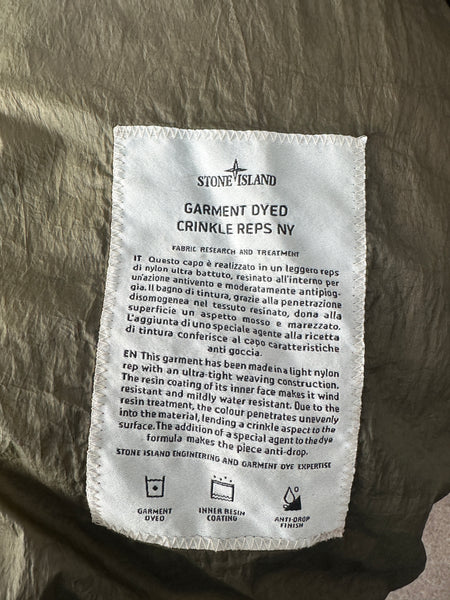 STONE ISLAND
GARMENT DYED
CRINKLE REPS NY
FABRIC RESEARCH AND TREATMENT
IT Questo capo è realizzato in un leggero reps
di nylon ultra battuto, resinato all'interno per
un'azione antivento e moderatamente antipiog-
gia. Il bagno di tintura, grazie alla penetrazione
disomogenea nel tessuto resinato, dona alla
superficie un aspetto mosso e marezzato.
L'aggiunta di uno speciale agente alla ricetta
di tintura conferisce al capo caratteristiche
anti goccia.
EN This garment has been made in a light nylon
rep with an ultra-tight weaving construction.
The resin coating of its inner face makes it wind
resistant and mildly water resistant. Due to the
resin treatment, the colour penetrates unevenly
into the material, lending a crinkle aspect to the
surface. The addition of a special agent to the dye
formula makes the piece anti-drop.
STONE ISLAND ENGINEERING AND GARMENT DYE EXPERTISE
GARMENT
DYED
INNER RESIN
COATING
ANTI-DROP
FINISH